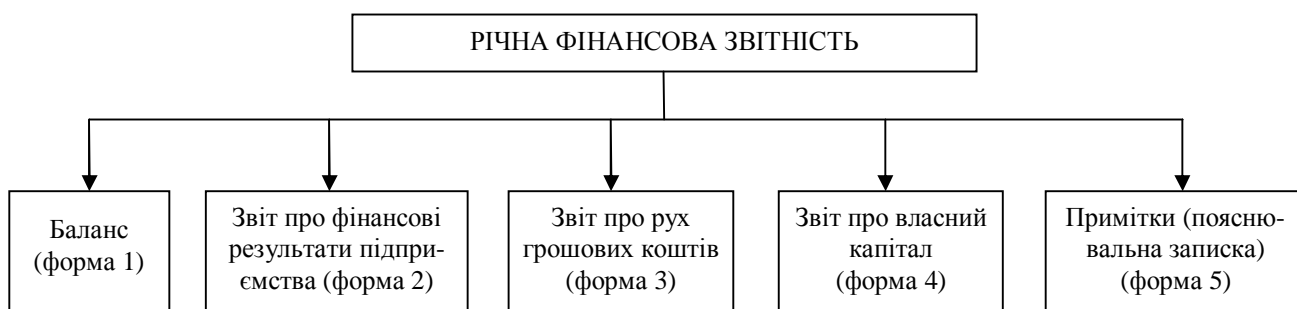 РІЧНА ФІНАНСОВА ЗВІТНІСТЬ
Баланс
(форма 1)
Звіт про фінансові
результати підпри-
ємства (форма 2)
Звіт про рух
грошових коштів
(форма 3)
Звіт про власний
капітал
(форма 4)
Примітки (поясню-
вальна записка)
(форма 5)